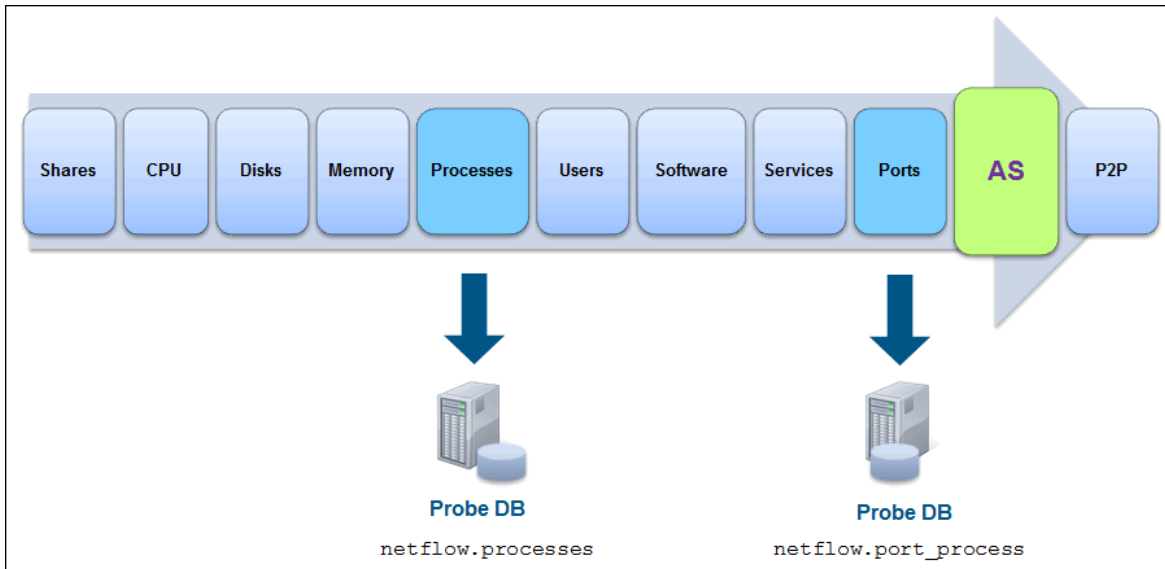 Shares
CPU
Disks
Memory
Processes
Users
Software
Services
Ports
AS
P2P
Probe DB
netflow.processes
Probe DB
netflow.port_process